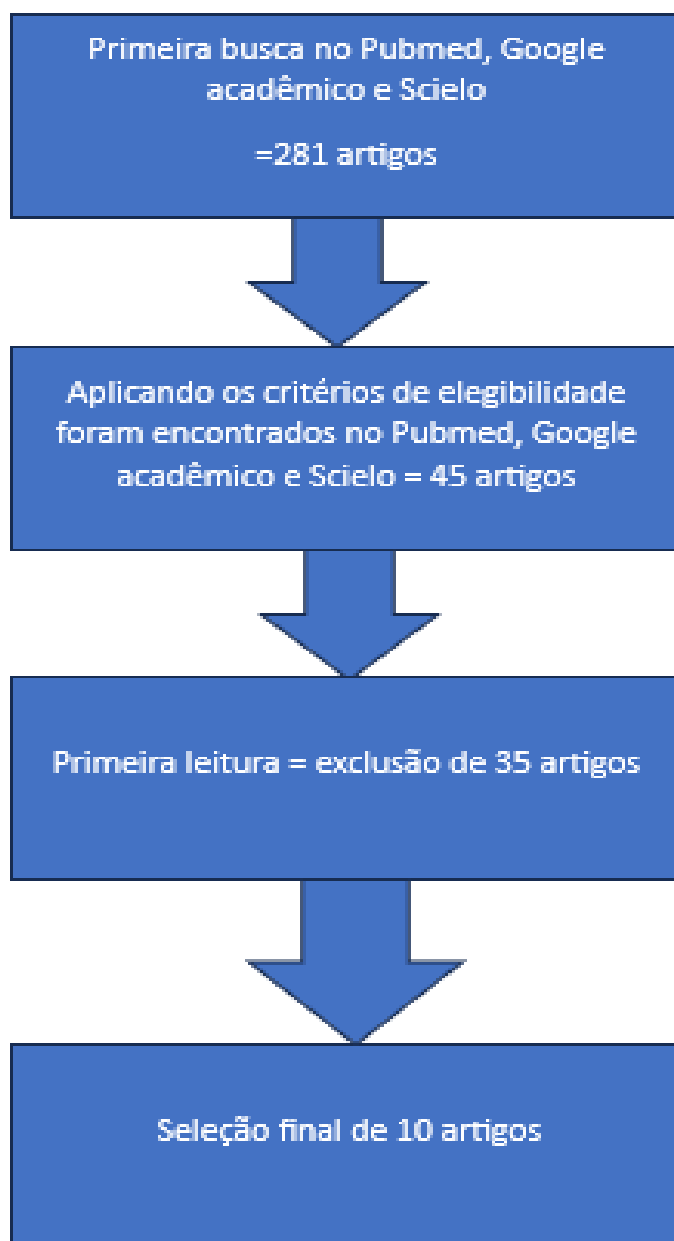 Primeira busca no Pubmed, Google
acadêmico e Scielo
=281 artigos
Aplicando os critérios de elegibilidade
foram encontrados no Pubmed, Google
acadêmico e Scielo = 45 artigos
Primeira leitura = exclusão de 35 artigos
Seleção final de 10 artigos